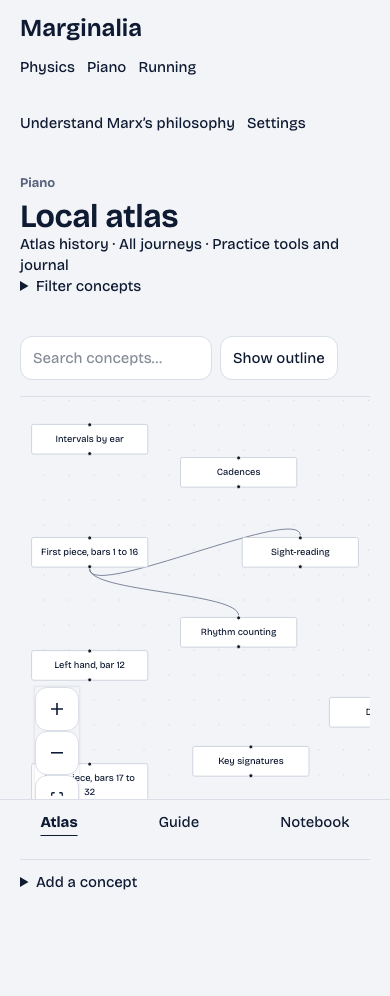 Marginalia
Physics Piano Running
Understand Marx's philosophy Settings
Piano
Local atlas
Atlas history · All journeys · Practice tools and
journal
Filter concepts
Search concepts...
Show outline
Intervals by ear
Cadences
First piece, bars 1 to 16
Sight-reading
Rhythm counting
Left hand, bar 12
Key signatures
piece, bars 17 to
32
Atlas
Guide
Notebook
Add a concept